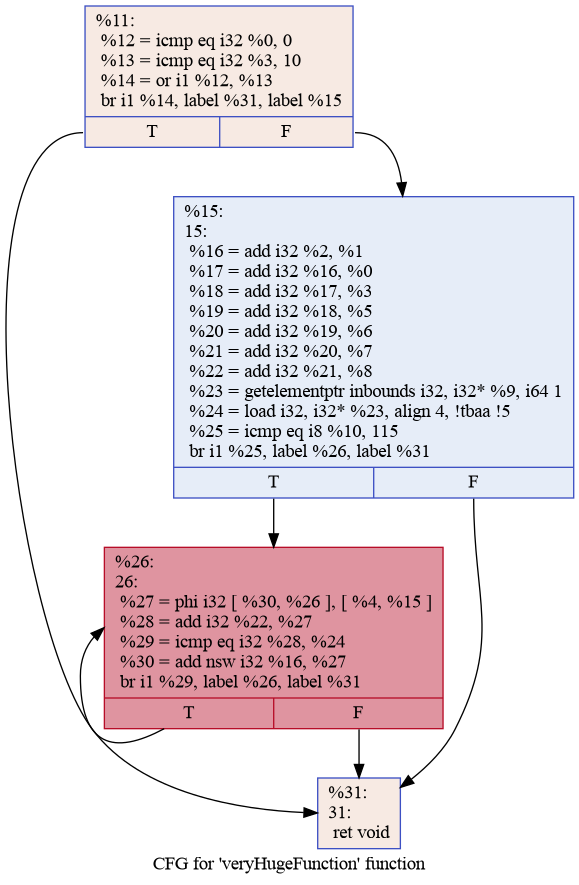 %11:
%12 = icmp eq i32 %0, 0
%13 = icmp eq i32 %3, 10
%14 = or i1 %12, %13
br i1 %14, label %31, label %15
T F
%15:
15:
%16 = add i32 %2, %1
%17 = add i32 %16, %0
%18 = add i32 %17, %3
%19 = add i32 %18, %5
%20 = add i32 %19, %6
%21 = add i32 %20, %7
%22 = add i32 %21, %8
%23 = getelementptr inbounds i32, i32* %9, i64 1
%24 = load i32, i32* %23, align 4, !tbaa !5
%25 = icmp eq i8 %10, 115
br i1 %25, label %26, label %31
T F
%26:
26:
%27 = phi i32 [ %30, %26 ], [ %4, %15 ]
%28 = add i32 %22, %27
%29 = icmp eq i32 %28, %24
%30 = add nsw i32 %16, %27
br i1 %29, label %26, label %31
T F
%31:
31:
ret void
CFG for 'veryHugeFunction' function